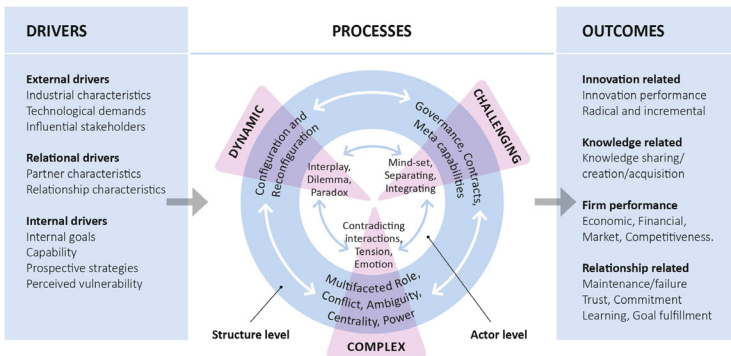 DRIVERS
External drivers
Industrial characteristics
Technological demands
Influential stakeholders
Relational drivers
Partner characteristics
Relationship characteristics
Internal drivers
Internal goals
Capability
Prospective strategies
Perceived vulnerability
PROCESSES
DYNAMIC
Configuration and
Reconfiguration
CHALLENGING
Governance, Contracts,
Meta capabilities
Interplay,
Dilemma,
Paradox
Mind-set,
Separating,
Integrating
Contradicting
interactions,
Tension,
Emotion
Multifaceted Role,
Conflict, Ambiguity,
Centrality, Power
COMPLEX
Structure level
Actor level
OUTCOMES
Innovation related
Innovation performance
Radical and incremental
Knowledge related
Knowledge sharing/
creation/acquisition
Firm performance
Economic, Financial,
Market, Competitiveness.
Relationship related
Maintenance/failure
Trust, Commitment
Learning, Goal fulfillment